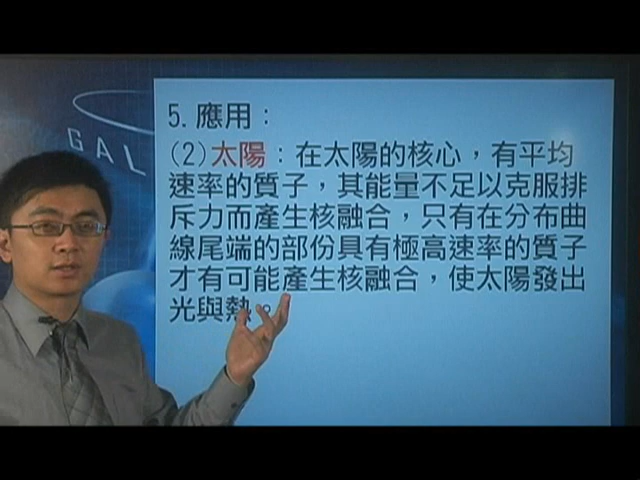 GAL
5. 應用：
(2)太陽：在太陽的核心，有平均
速率的質子，其能量不足以克服排
斥力而產生核融合，只有在分布曲
線尾端的部份具有極高速率的質子
才有可能產生核融合，使太陽發出
光與熱。